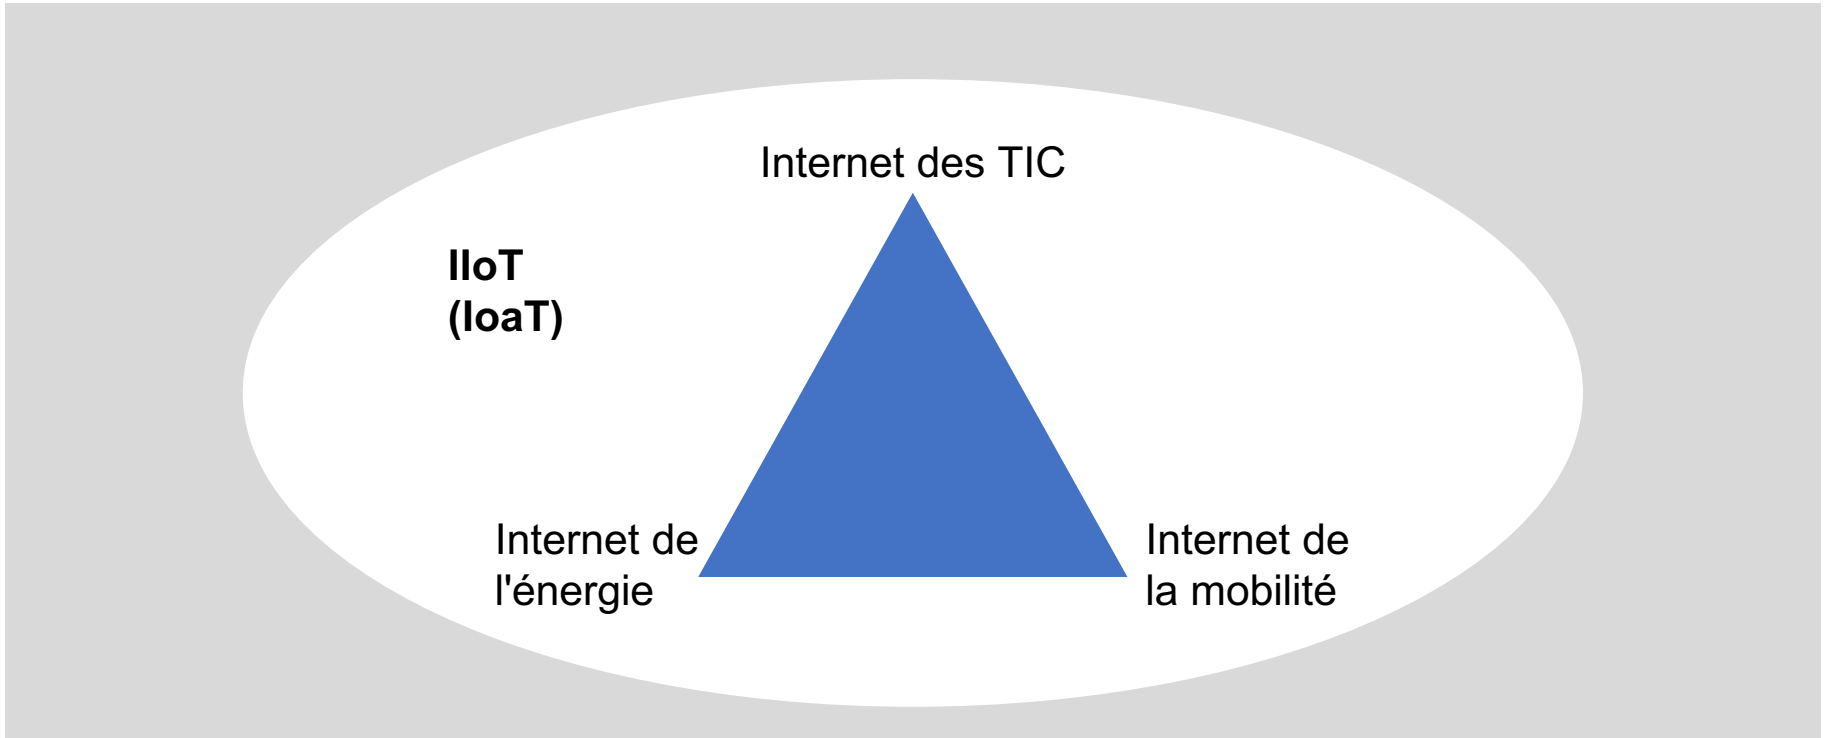 Internet des TIC
IIoT
(IoaT)
Internet de
l'énergie
Internet de
la mobilité